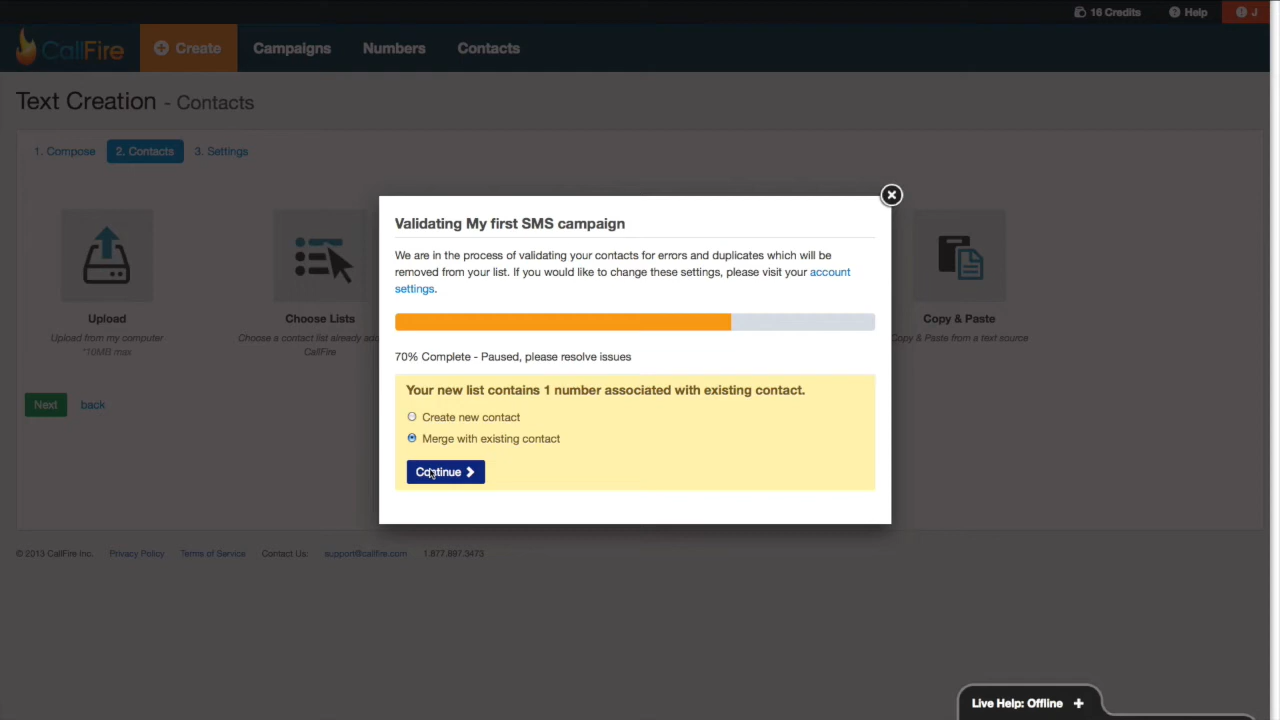 16 Credits
Help
J
CallFire
Create
Campaigns
Numbers
Contacts
Text Creation - Contacts
1. Compose
2. Contacts
3. Settings
Validating My first SMS campaign
We are in the process of validating your contacts for errors and duplicates which will be
removed from your list. If you would like to change these settings, please visit your account
settings.
70% Complete - Paused, please resolve issues
Your new list contains 1 number associated with existing contact.
Create new contact
Merge with existing contact
Continue
Upload
Upload from my computer
*10MB max
Choose Lists
Choose a contact list already
CallFire
Copy & Paste
Copy & Paste from a text source
Next
back
© 2013 CallFire Inc.
Privacy Policy
Terms of Service
Contact Us:
support@callfire.com
1.877.897.3473
Live Help: Offline +